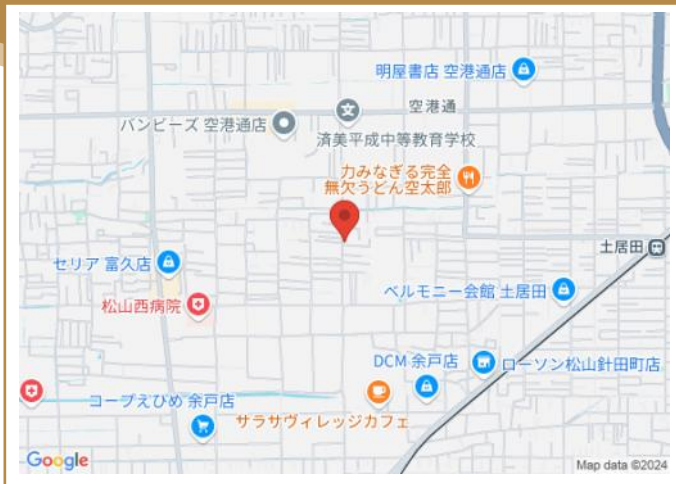 明屋書店 空港通店
空港通
バンビーズ 空港通店
文
済美平成中等教育学校
力みなぎる完全
無欠うどん空太郎
土居田
セリア 富久店
ベルモニー会館 土居田
松山西病院
DCM 余戸店
ローソン松山針田町店
コープえひめ 余戸店
サラサヴィレッジカフェ
Google
Map data ©2024